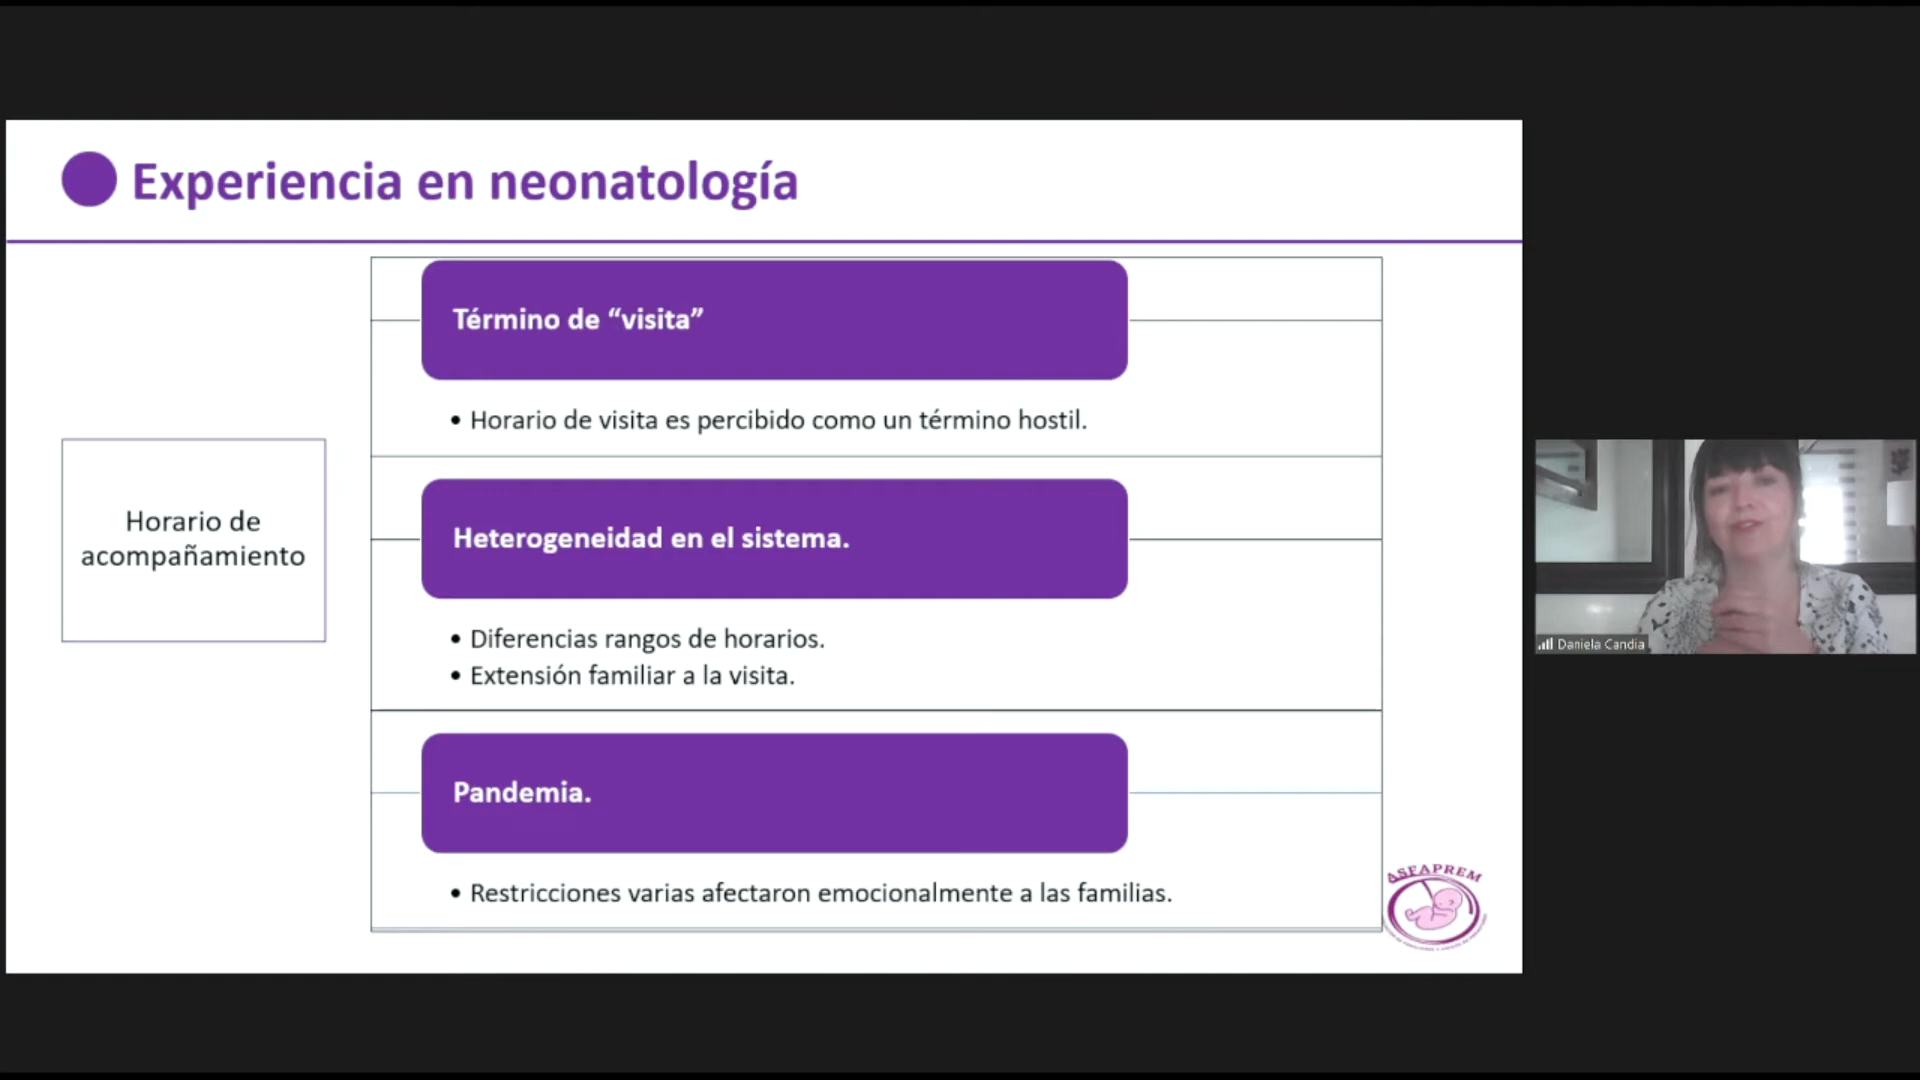 Experiencia en neonatología
Horario de
acompañamiento
Término de “visita”
• Horario de visita es percibido como un término hostil.
Heterogeneidad en el sistema.
• Diferencias rangos de horarios.
• Extensión familiar a la visita.
Pandemia.
• Restricciones varias afectaron emocionalmente a las familias.
ASFAPREM
Daniela Candia